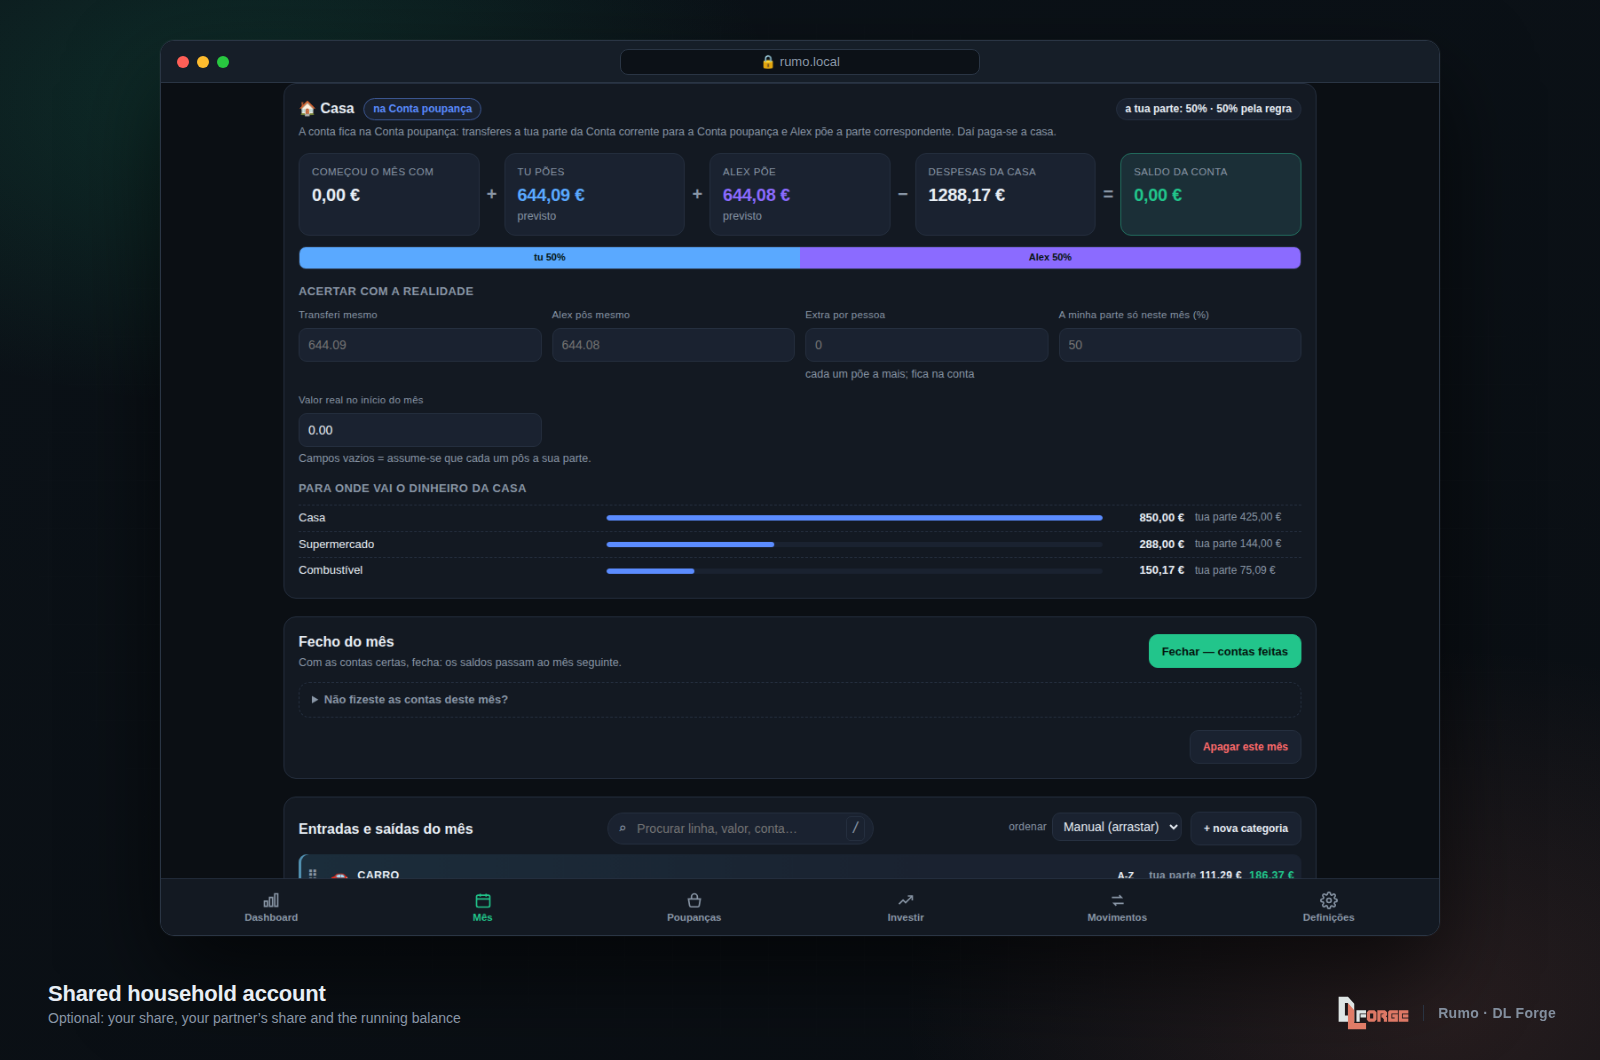 rumo.local
Casa na Conta poupança a tua parte: 50% · 50% pela regra
A conta fica na Conta poupança: transferes a tua parte da Conta corrente para a Conta poupança e Alex põe a parte correspondente. Daí paga-se a casa.
COMEÇOU O MÊS COM
0,00 €
+
TU PÕES
644,09 €
previsto
+
ALEX PÕE
644,08 €
previsto
−
DESPESAS DA CASA
1288,17 €
=
SALDO DA CONTA
0,00 €
tu 50% Alex 50%
ACERTAR COM A REALIDADE
Transferi mesmo
644.09
Alex pôs mesmo
644.08
Extra por pessoa
0
cada um põe a mais; fica na conta
A minha parte só neste mês (%)
50
Valor real no início do mês
0.00
Campos vazios = assume-se que cada um pôs a sua parte.
PARA ONDE VAI O DINHEIRO DA CASA
Casa 850,00 € tua parte 425,00 €
Supermercado 288,00 € tua parte 144,00 €
Combustível 150,17 € tua parte 75,09 €
Fecho do mês
Com as contas certas, fecha: os saldos passam ao mês seguinte.
Fechar — contas feitas
Não fizeste as contas deste mês?
Apagar este mês
Entradas e saídas do mês
Procurar linha, valor, conta… /
ordenar Manual (arrastar) + nova categoria
CARRO A-Z tua parte 111,29 € 186,37 €
Dashboard Mês Poupanças Investir Movimentos Definições
Shared household account
Optional: your share, your partner's share and the running balance
DL FORGE Rumo · DL Forge